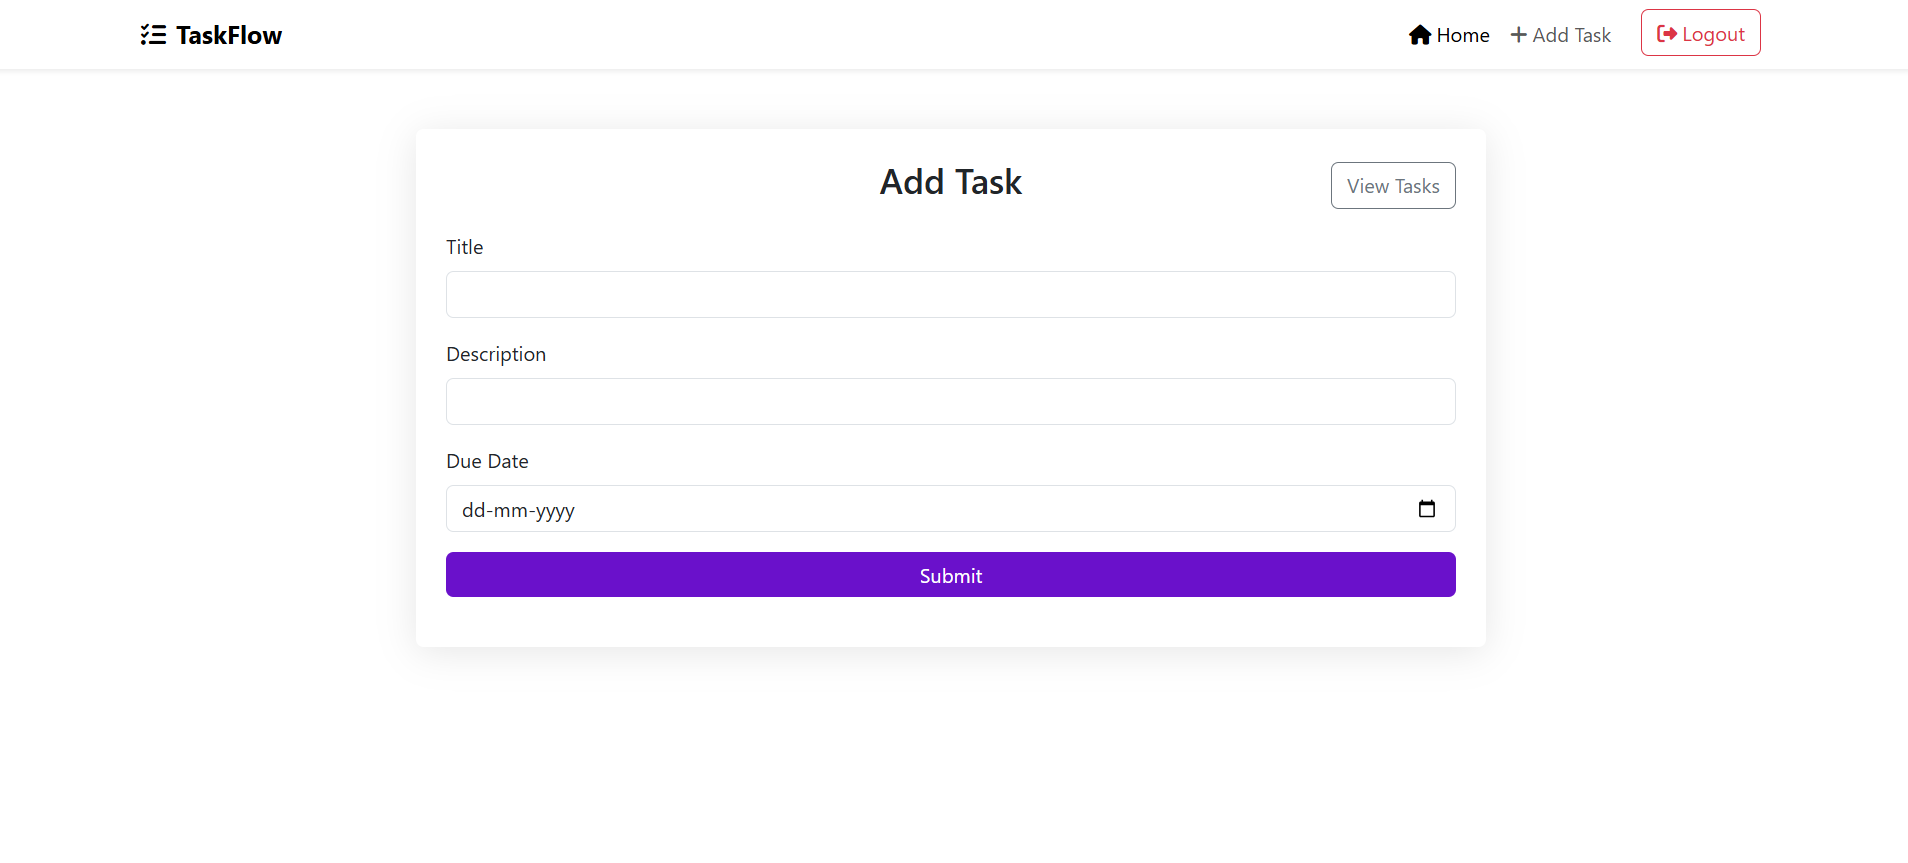 TaskFlow
Home
Add Task
Logout
Add Task
View Tasks
Title
Description
Due Date
dd-mm-yyyy
Submit